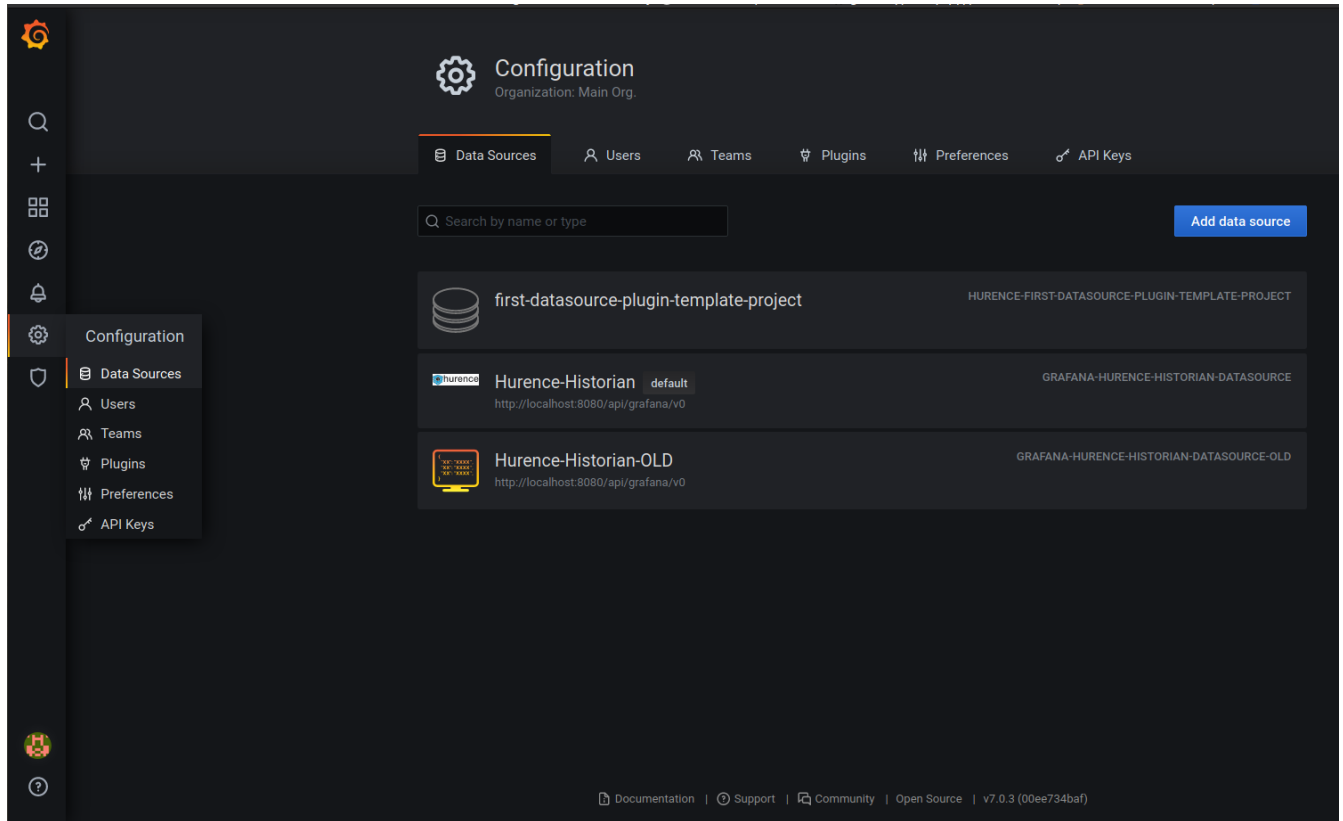 Configuration
Organization: Main Org.
Data Sources Users Teams Plugins Preferences API Keys
Search by name or type
Add data source
first-datasource-plugin-template-project
HURENCE-FIRST-DATASOURCE-PLUGIN-TEMPLATE-PROJECT
hurence
Hurence-Historian default
GRAFANA-HURENCE-HISTORIAN-DATASOURCE
http://localhost:8080/api/grafana/v0
Hurence-Historian-OLD
GRAFANA-HURENCE-HISTORIAN-DATASOURCE-OLD
http://localhost:8080/api/grafana/v0
Configuration
Data Sources
Users
Teams
Plugins
Preferences
API Keys
Documentation | Support | Community | Open Source | v7.0.3 (00ee734baf)